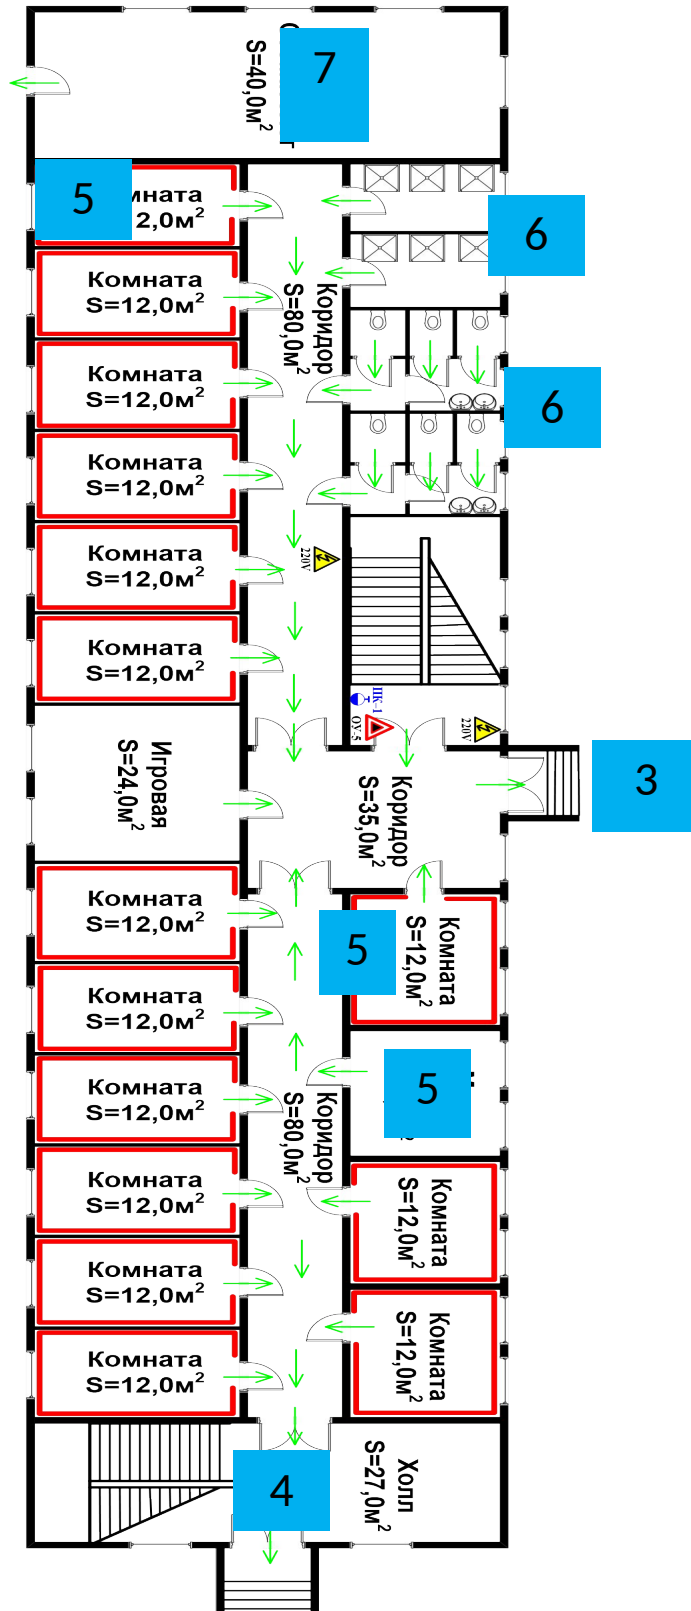 S=40,0м²
7
5
мната
2,0м²
6
Комната
S=12,0м²
Коридор
S=80,0м²
Комната
S=12,0м²
6
Комната
S=12,0м²
Комната
S=12,0м²
220V
Комната
S=12,0м²
ПК-1
ОУ-5
220V
Игровая
S=24,0м²
Коридор
S=35,0м²
3
Комната
S=12,0м²
5
Комната
S=12,0м²
Комната
S=12,0м²
Комната
S=12,0м²
5
Коридор
S=80,0м²
Комната
S=12,0м²
Комната
S=12,0м²
Комната
S=12,0м²
Комната
S=12,0м²
Комната
S=12,0м²
4
Холл
S=27,0м²